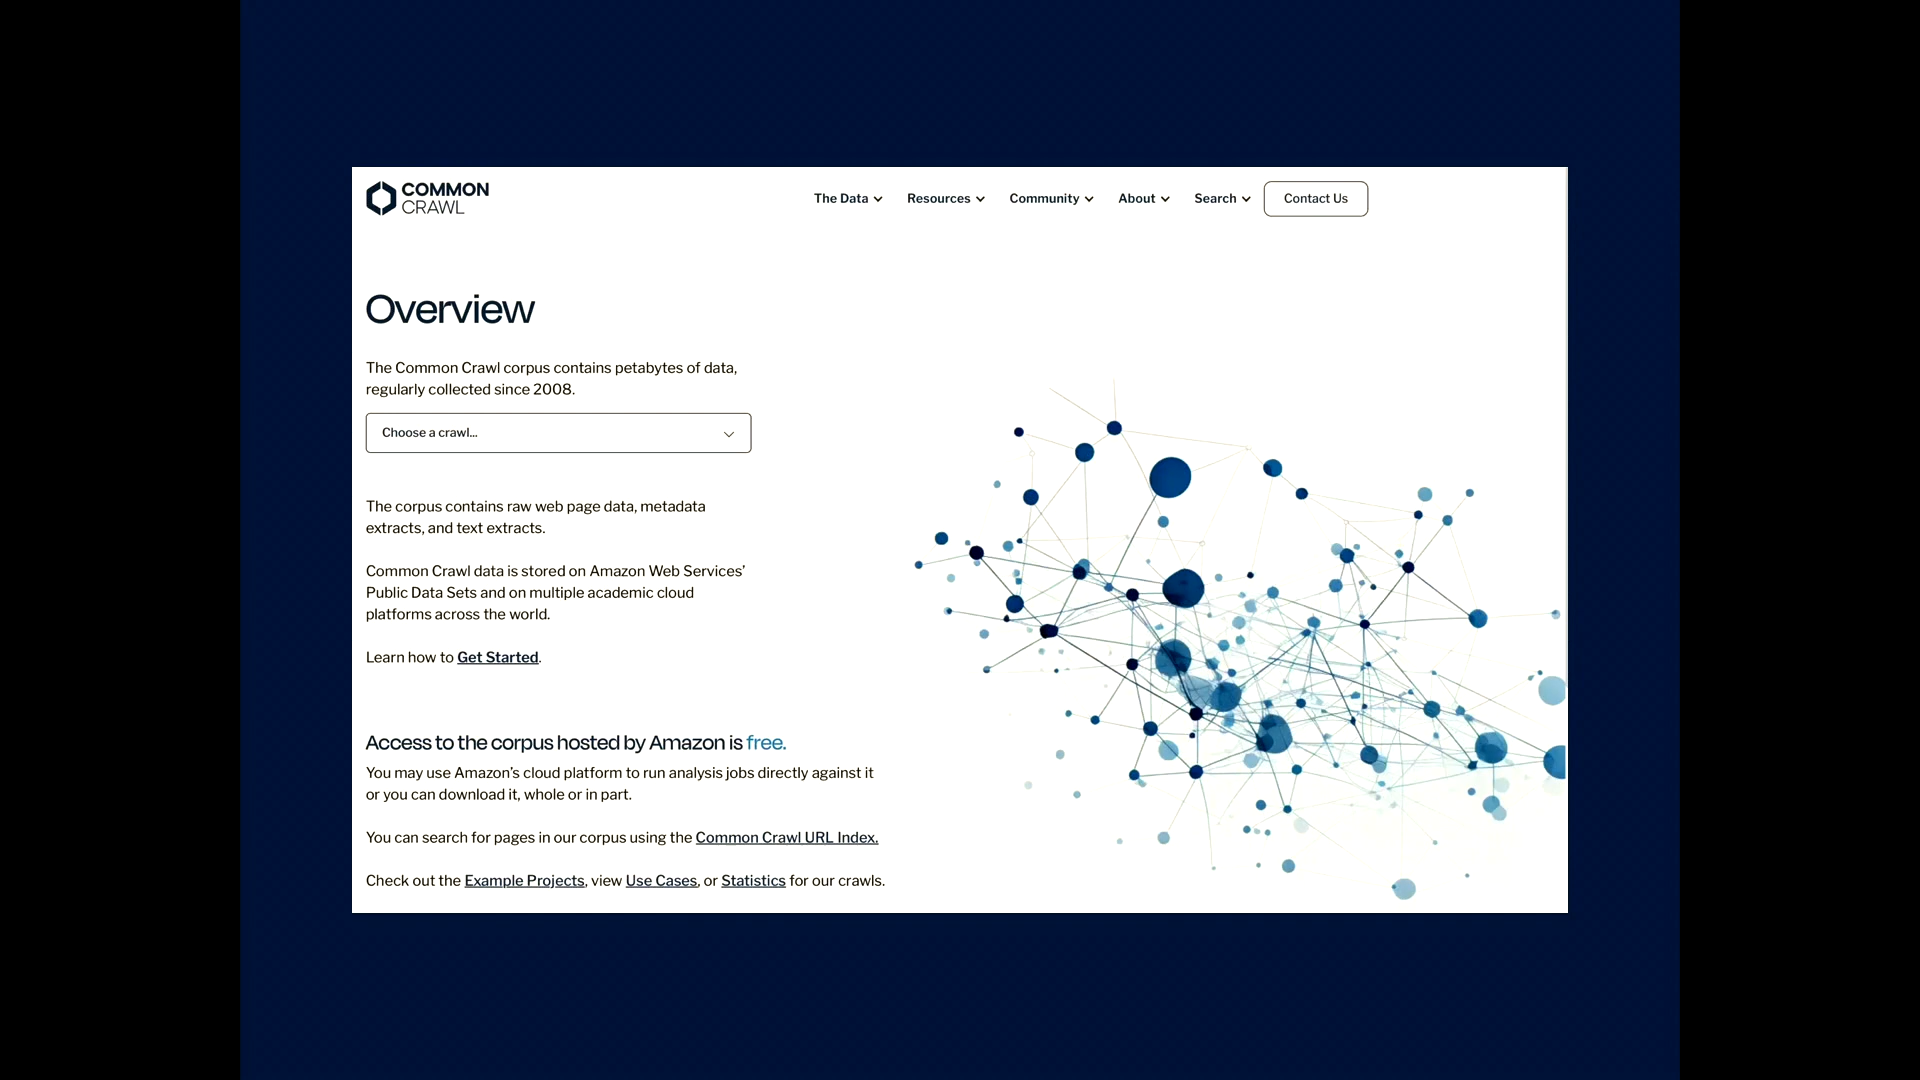 COMMON
CRAWL
The Data
Resources
Community
About
Search
Contact Us
Overview
The Common Crawl corpus contains petabytes of data,
regularly collected since 2008.
Choose a crawl...
The corpus contains raw web page data, metadata
extracts, and text extracts.
Common Crawl data is stored on Amazon Web Services’
Public Data Sets and on multiple academic cloud
platforms across the world.
Learn how to Get Started.
Access to the corpus hosted by Amazon is free.
You may use Amazon’s cloud platform to run analysis jobs directly against it
or you can download it, whole or in part.
You can search for pages in our corpus using the Common Crawl URL Index.
Check out the Example Projects, view Use Cases, or Statistics for our crawls.